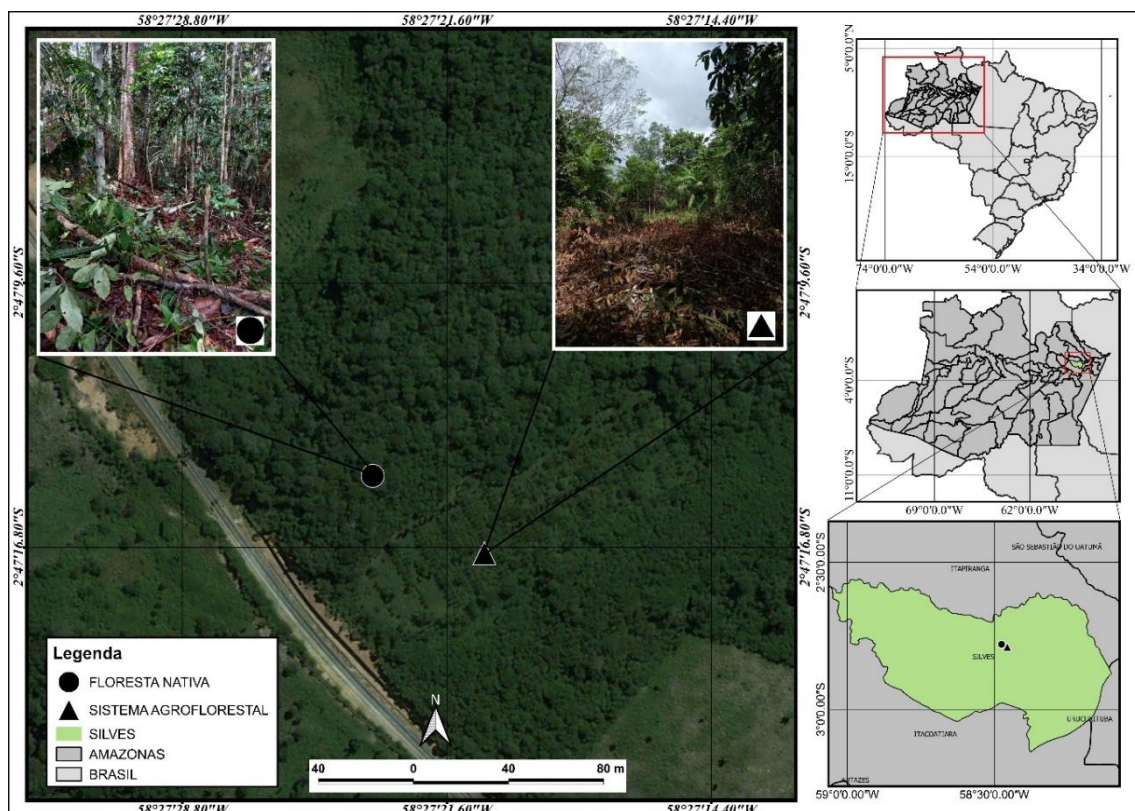 58°27'28.80"W 58°27'21.60"W 58°27'14.40"W
2°47'9.60"S
2°47'16.80"S
2°47'9.60"S
2°47'16.80"S
Legenda
FLORESTA NATIVA
SISTEMA AGROFLORESTAL
SILVES
AMAZONAS
BRASIL
N
40 0 40 80 m
58°27'28.80"W 58°27'21.60"W 58°27'14.40"W
5°0'0.0"N
15°0'0.0"S
74°0'0.0"W 54°0'0.0"W 34°0'0.0"W
4°0'0.0"S
11°0'0.0"S
69°0'0.0"W 62°0'0.0"W
SÃO SEBASTIÃO DO UATUMÃ
ITAPIRANGA
SILVES
URUCURITUBA
ITACOATIARA
2°30'0.00"S
3°0'0.00"S
59°0'0.00"W 58°30'0.00"W